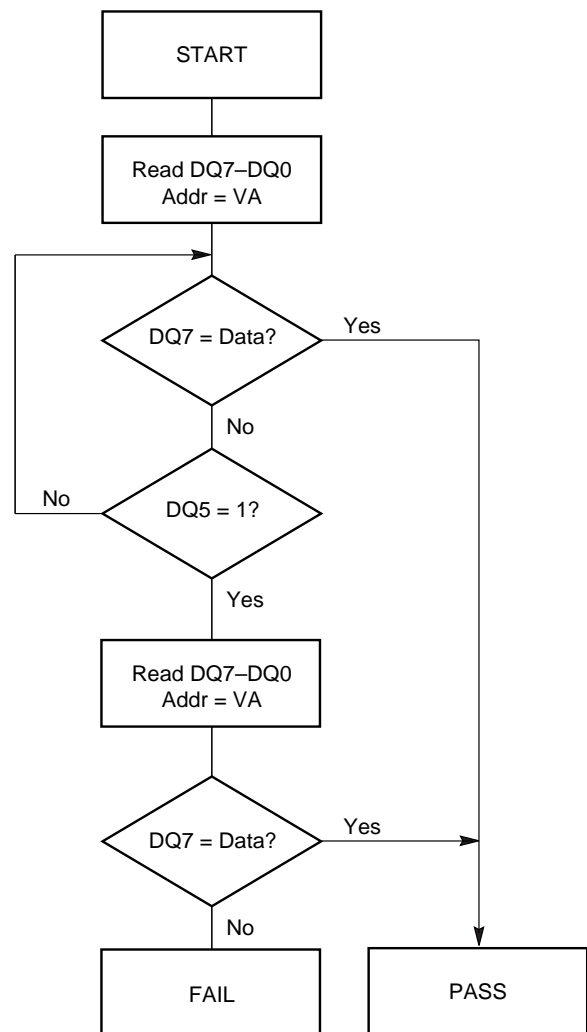 START
Read DQ7–DQ0
Addr = VA
DQ7 = Data?
Yes
No
No
DQ5 = 1?
Yes
Read DQ7–DQ0
Addr = VA
DQ7 = Data?
Yes
No
FAIL
PASS